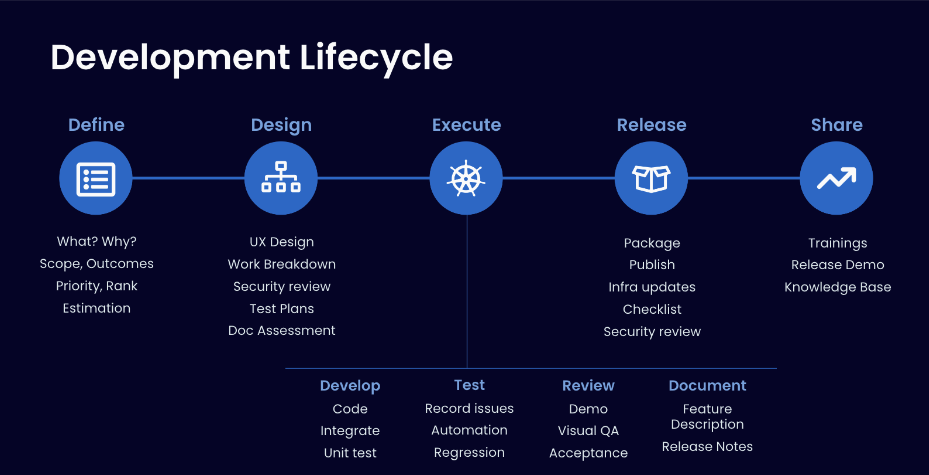 Development Lifecycle
Define
What? Why?
Scope, Outcomes
Priority, Rank
Estimation
Design
UX Design
Work Breakdown
Security review
Test Plans
Doc Assessment
Execute
Develop
Code
Integrate
Unit test
Test
Record issues
Automation
Regression
Review
Demo
Visual QA
Acceptance
Document
Feature
Description
Release Notes
Release
Package
Publish
Infra updates
Checklist
Security review
Share
Trainings
Release Demo
Knowledge Base